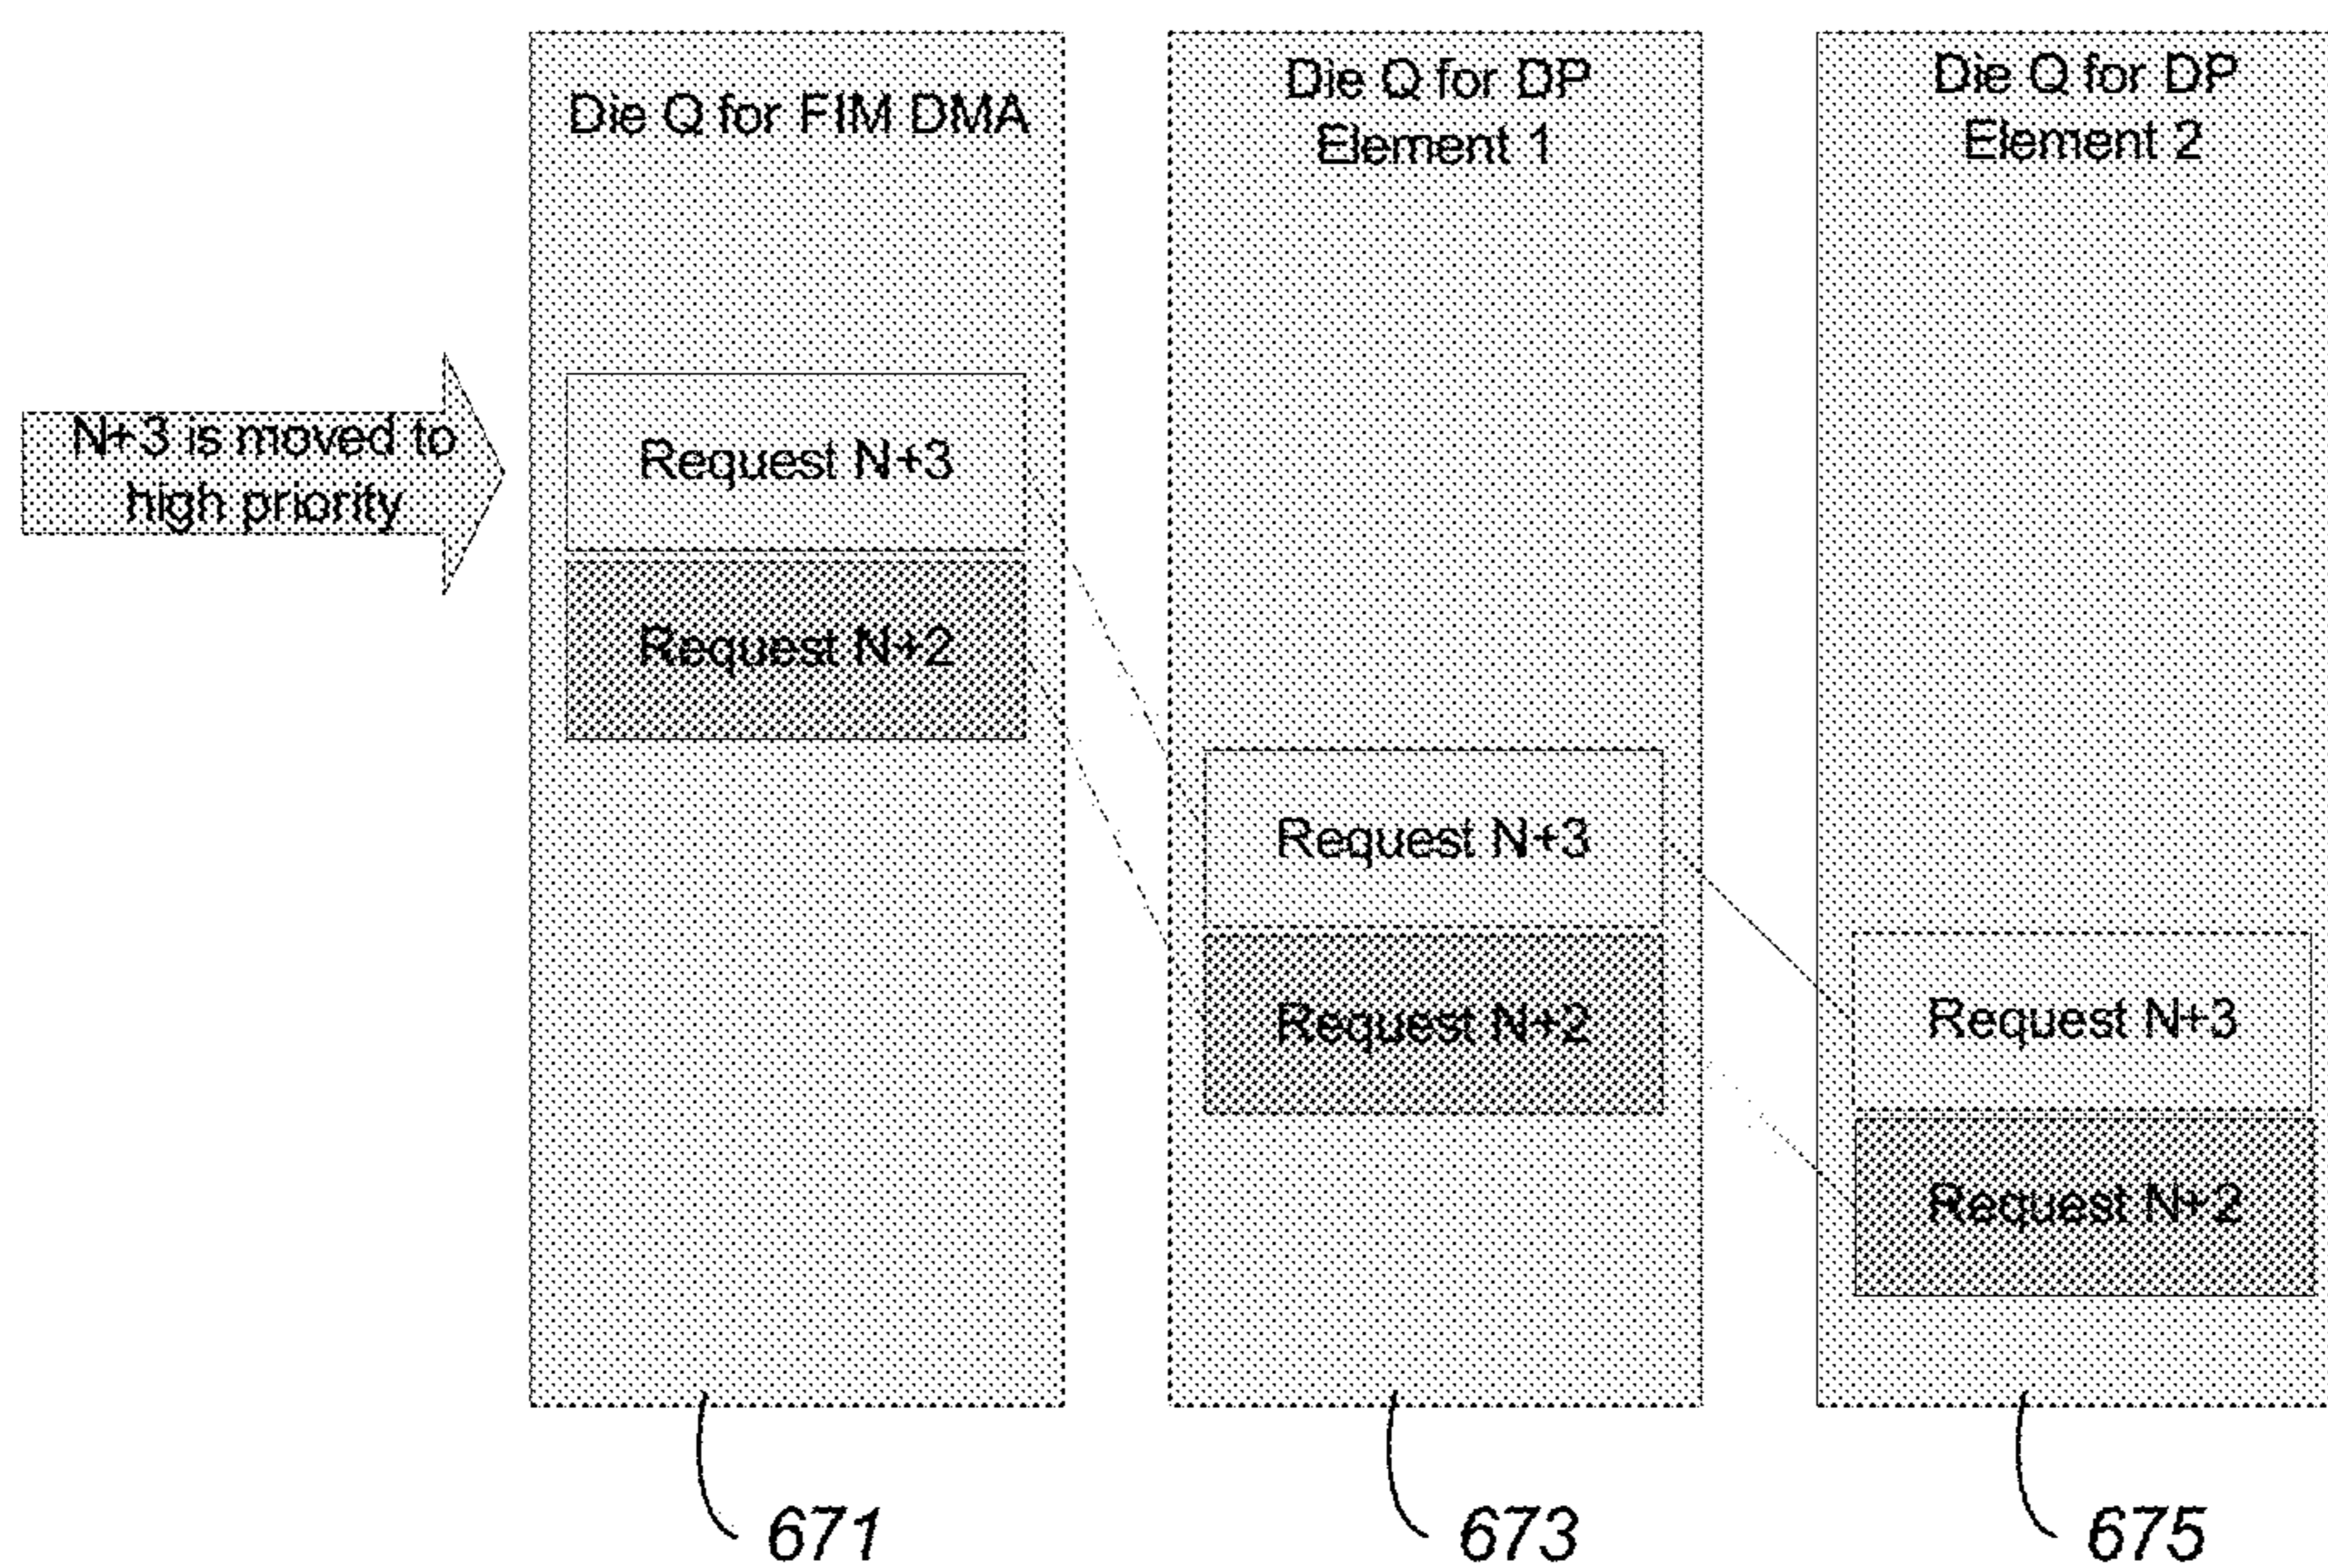 Die Q for FIM DMA
Die Q for DP
Element 1
Die Q for DP
Element 2
N+3 is moved to
high priority
Request N+3
Request N+2
Request N+3
Request N+2
Request N+3
Request N+2
671
673
675